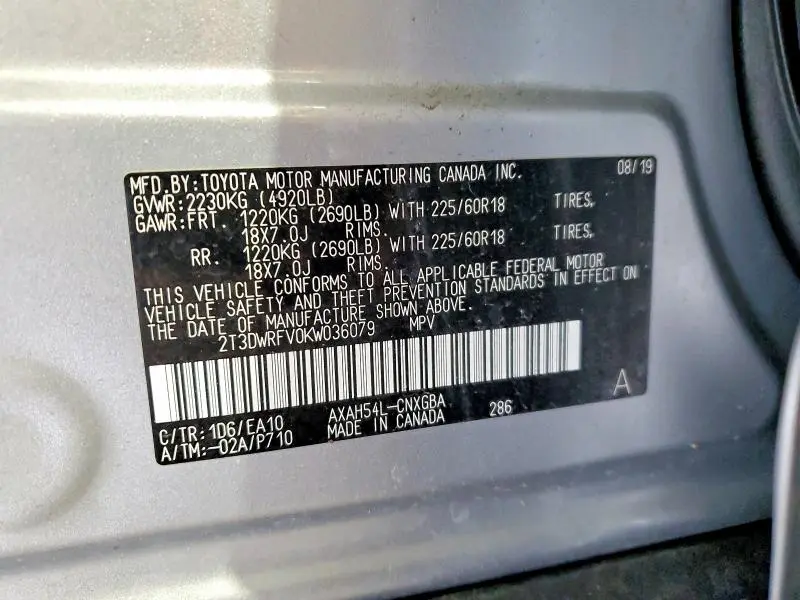 MFD.BY:TOYOTA MOTOR MANUFACTURING CANADA INC. 08/19
GVWR:2230KG (4920LB)
GAWR:FRT. 1220KG (2690LB) WITH 225/60R18 TIRES,
18X7.0J RIMS.
RR. 1220KG (2690LB) WITH 225/60R18 TIRES,
18X7.0J RIMS.
THIS VEHICLE CONFORMS TO ALL APPLICABLE FEDERAL MOTOR
VEHICLE SAFETY AND THEFT PREVENTION STANDARDS IN EFFECT ON
THE DATE OF MANUFACTURE SHOWN ABOVE.
2T3DWRFV0KW036079 MPV
A
C/TR:1D6/EA10 AXAH54L-CNXGBA 286
A/TM:-02A/P710 MADE IN CANADA